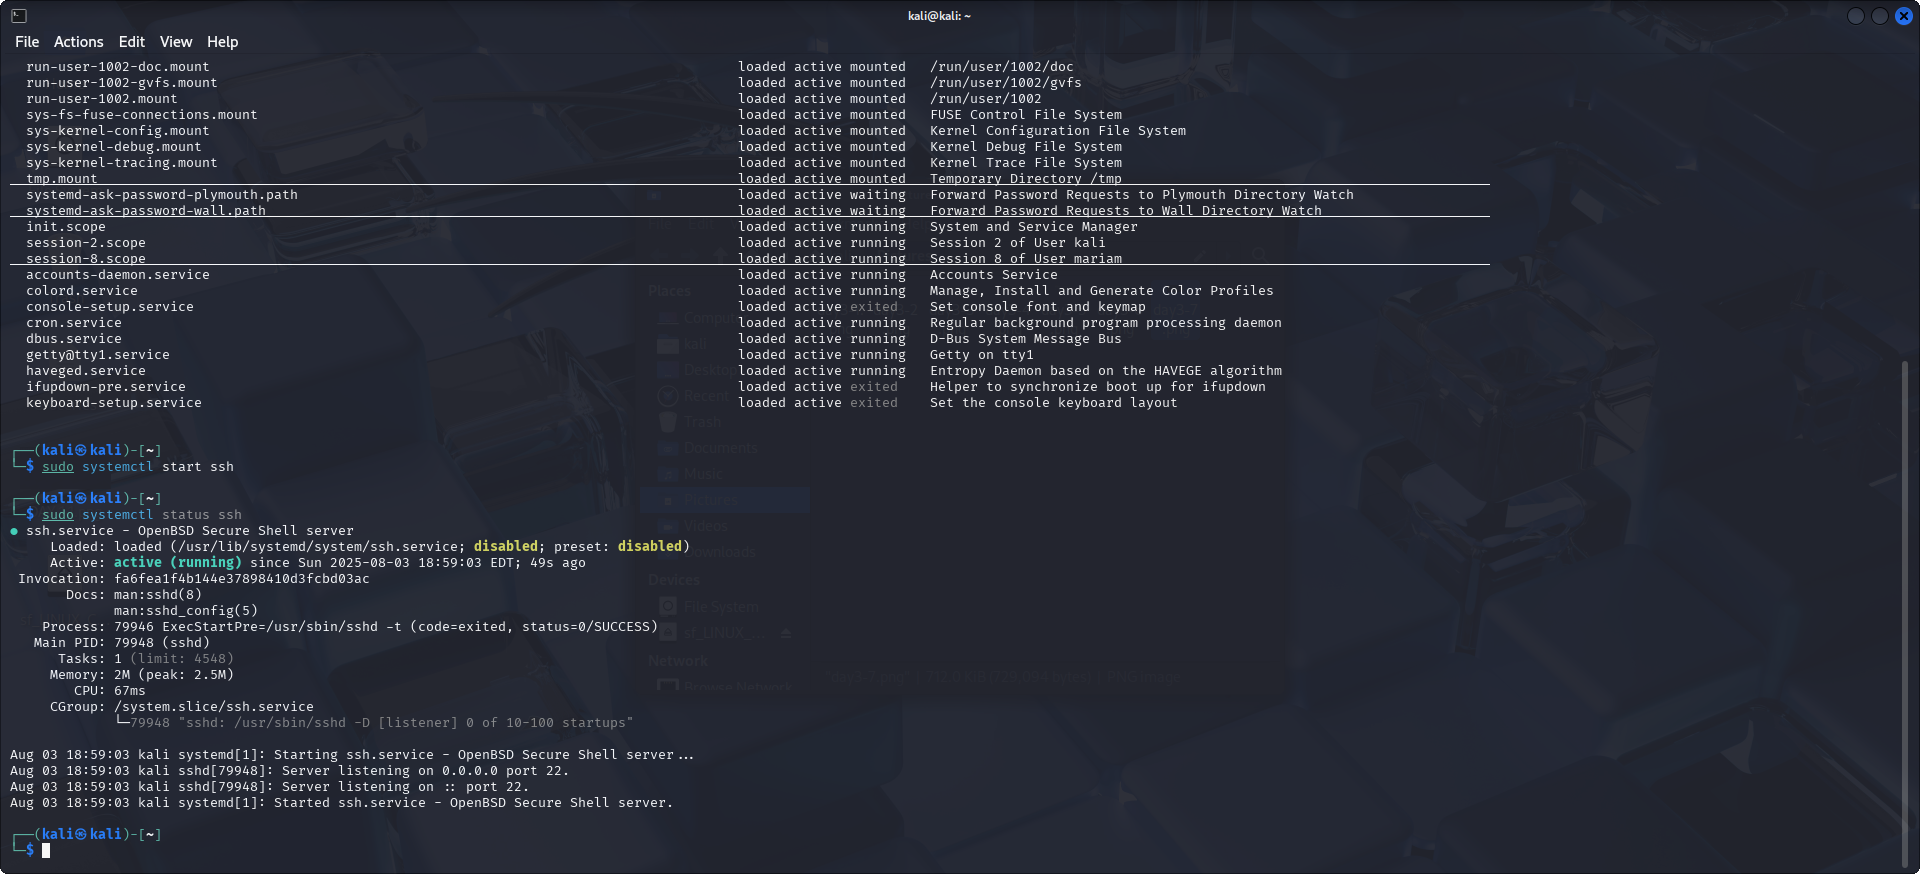 kali@kali: ~
File Actions Edit View Help
run-user-1002-doc.mount loaded active mounted /run/user/1002/doc
run-user-1002-gvfs.mount loaded active mounted /run/user/1002/gvfs
run-user-1002.mount loaded active mounted /run/user/1002
sys-fs-fuse-connections.mount loaded active mounted FUSE Control File System
sys-kernel-config.mount loaded active mounted Kernel Configuration File System
sys-kernel-debug.mount loaded active mounted Kernel Debug File System
sys-kernel-tracing.mount loaded active mounted Kernel Trace File System
tmp.mount loaded active mounted Temporary Directory /tmp
systemd-ask-password-plymouth.path loaded active waiting Forward Password Requests to Plymouth Directory Watch
systemd-ask-password-wall.path loaded active waiting Forward Password Requests to Wall Directory Watch
init.scope loaded active running System and Service Manager
session-2.scope loaded active running Session 2 of User kali
session-8.scope loaded active running Session 8 of User mariam
accounts-daemon.service loaded active running Accounts Service
colord.service loaded active running Manage, Install and Generate Color Profiles
console-setup.service loaded active exited Set console font and keymap
cron.service loaded active running Regular background program processing daemon
dbus.service loaded active running D-Bus System Message Bus
getty@tty1.service loaded active running Getty on tty1
haveged.service loaded active running Entropy Daemon based on the HAVEGE algorithm
ifupdown-pre.service loaded active exited Helper to synchronize boot up for ifupdown
keyboard-setup.service loaded active exited Set the console keyboard layout
┌──(kali㉿kali)-[~]
└─$ sudo systemctl start ssh
┌──(kali㉿kali)-[~]
└─$ sudo systemctl status ssh
● ssh.service - OpenBSD Secure Shell server
Loaded: loaded (/usr/lib/systemd/system/ssh.service; disabled; preset: disabled)
Active: active (running) since Sun 2025-08-03 18:59:03 EDT; 49s ago
Invocation: fa6fea1f4b144e37898410d3fcbd03ac
Docs: man:sshd(8)
man:sshd_config(5)
Process: 79946 ExecStartPre=/usr/sbin/sshd -t (code=exited, status=0/SUCCESS)
Main PID: 79948 (sshd)
Tasks: 1 (limit: 4548)
Memory: 2M (peak: 2.5M)
CPU: 67ms
CGroup: /system.slice/ssh.service
└─79948 "sshd: /usr/sbin/sshd -D [listener] 0 of 10-100 startups"
Aug 03 18:59:03 kali systemd[1]: Starting ssh.service - OpenBSD Secure Shell server...
Aug 03 18:59:03 kali sshd[79948]: Server listening on 0.0.0.0 port 22.
Aug 03 18:59:03 kali sshd[79948]: Server listening on :: port 22.
Aug 03 18:59:03 kali systemd[1]: Started ssh.service - OpenBSD Secure Shell server.
┌──(kali㉿kali)-[~]
└─$
Places
kali
Desktop
Recent
Trash
Documents
Music
Pictures
Videos
Downloads
Devices
File System
Network
Browse Network